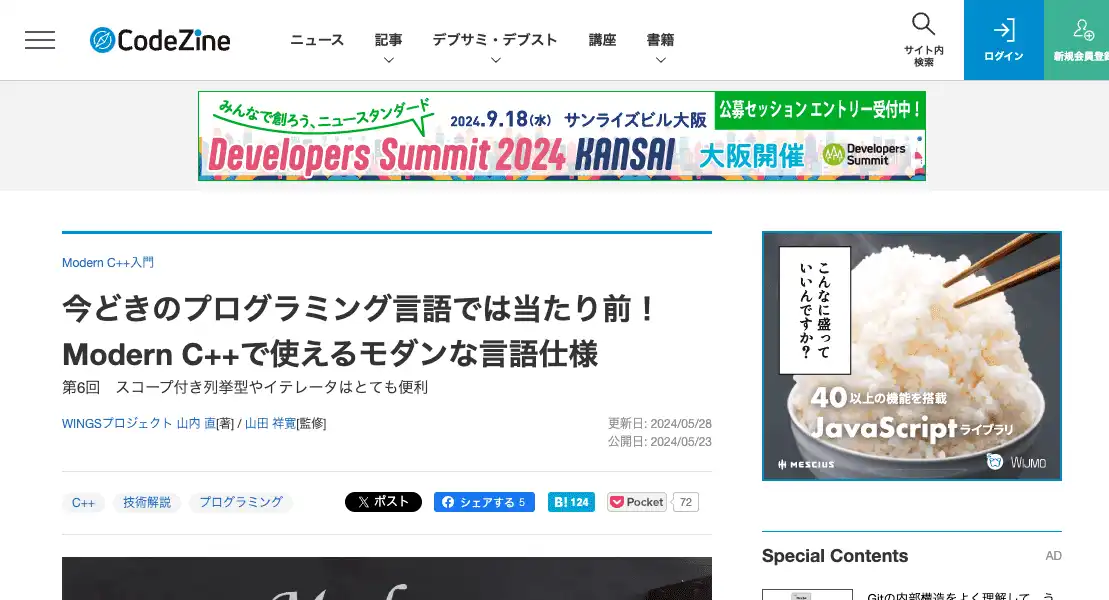 CodeZine
ニュース
記事
デブサミ・デブスト
講座
書籍
サイト内
検索
ログイン
新規会員登録
みんなで創ろう、ニュースタンダード
2024.9.18(水) サンライズビル大阪
公募セッション エントリー受付中！
Developers Summit 2024 KANSAI 大阪開催
Developers
Summit
Modern C++入門
今どきのプログラミング言語では当たり前！
Modern C++で使えるモダンな言語仕様
第6回　スコープ付き列挙型やイテレータはとても便利
WINGSプロジェクト 山内 直[著] / 山田 祥寛[監修]
更新日: 2024/05/28
公開日: 2024/05/23
C++
技術解説
プログラミング
X ポスト
シェアする 5
B! 124
Pocket
72
こんなに盛って
いいんですか？
40以上の機能を搭載
JavaScriptライブラリ
MESCIUS
WIJMO
Special Contents
AD
Gitの内部構造をよく理解して、う